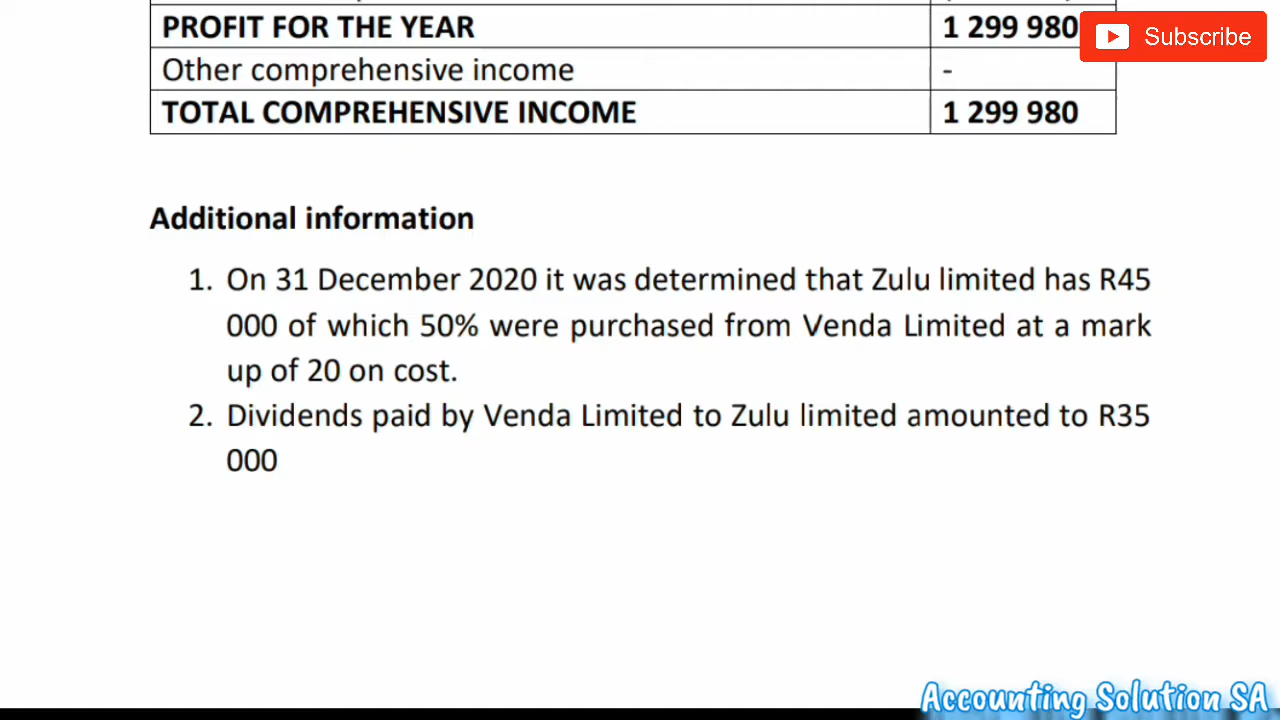 PROFIT FOR THE YEAR 1 299 980
Subscribe
Other comprehensive income -
TOTAL COMPREHENSIVE INCOME 1 299 980
Additional information
1. On 31 December 2020 it was determined that Zulu limited has R45
000 of which 50% were purchased from Venda Limited at a mark
up of 20 on cost.
2. Dividends paid by Venda Limited to Zulu limited amounted to R35
000
Accounting Solution SA